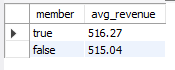 member avg_revenue
true 516.27
false 515.04